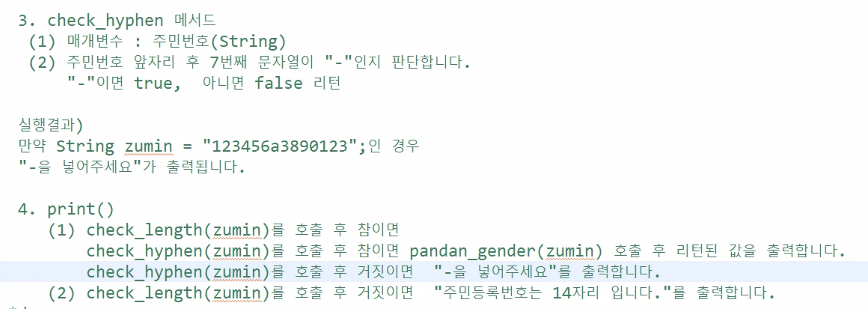 3. check_hyphen 메서드
(1) 매개변수 : 주민번호(String)
(2) 주민번호 앞자리 후 7번째 문자열이 "-"인지 판단합니다.
"-"이면 true, 아니면 false 리턴
실행결과)
만약 String zumin = "123456a3890123";인 경우
"-을 넣어주세요"가 출력됩니다.
4. print()
(1) check_length(zumin)를 호출 후 참이면
check_hyphen(zumin)를 호출 후 참이면 pandan_gender(zumin) 호출 후 리턴된 값을 출력합니다.
check_hyphen(zumin)를 호출 후 거짓이면 "-을 넣어주세요"를 출력합니다.
(2) check_length(zumin)를 호출 후 거짓이면 "주민등록번호는 14자리 입니다."를 출력합니다.